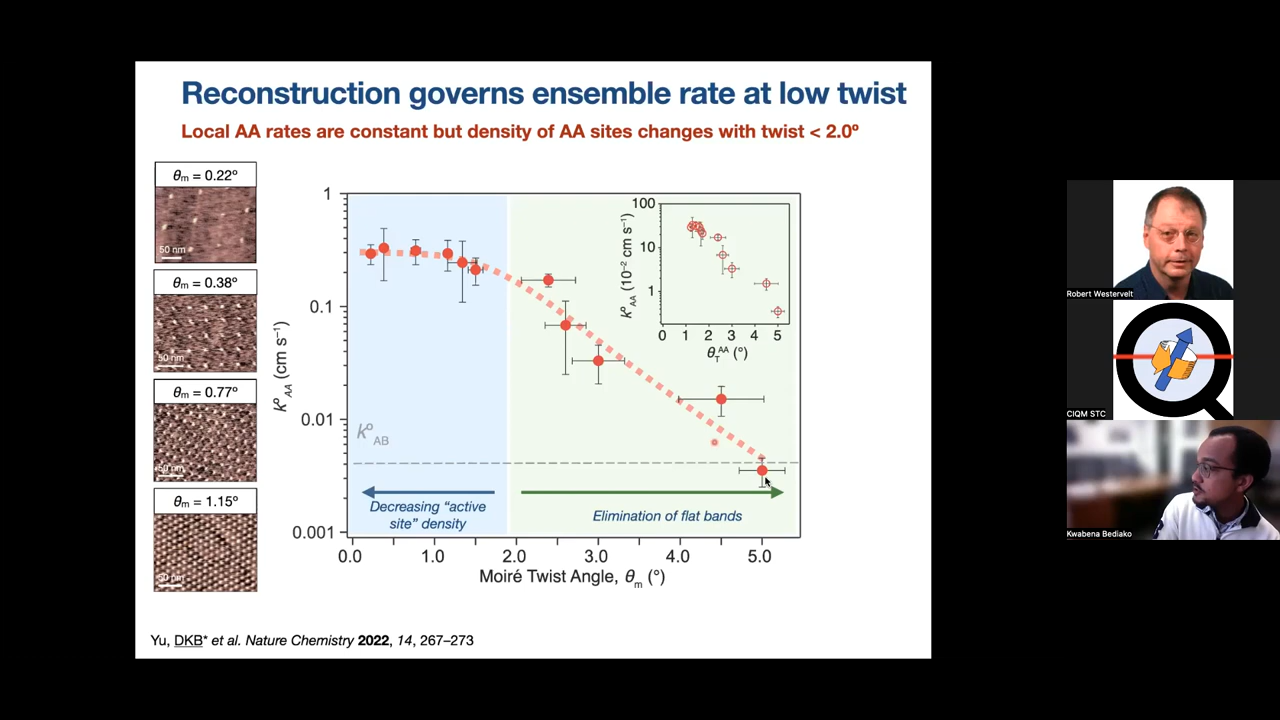 Reconstruction governs ensemble rate at low twist
Local AA rates are constant but density of AA sites changes with twist < 2.0º
θm = 0.22º
50 nm
θm = 0.38º
50 nm
θm = 0.77º
50 nm
θm = 1.15º
50 nm
k°AA (cm s⁻¹)
1
0.1
0.01
0.001
k°AB
Decreasing “active
site” density
Elimination of flat bands
0.0 1.0 2.0 3.0 4.0 5.0
Moiré Twist Angle, θm (°)
k°AA (10⁻² cm s⁻¹)
100
10
1
0 1 2 3 4 5
θT AA (°)
Yu, DKB* et al. Nature Chemistry 2022, 14, 267–273
Robert Westervelt
CIQM STC
Kwabena Bediako